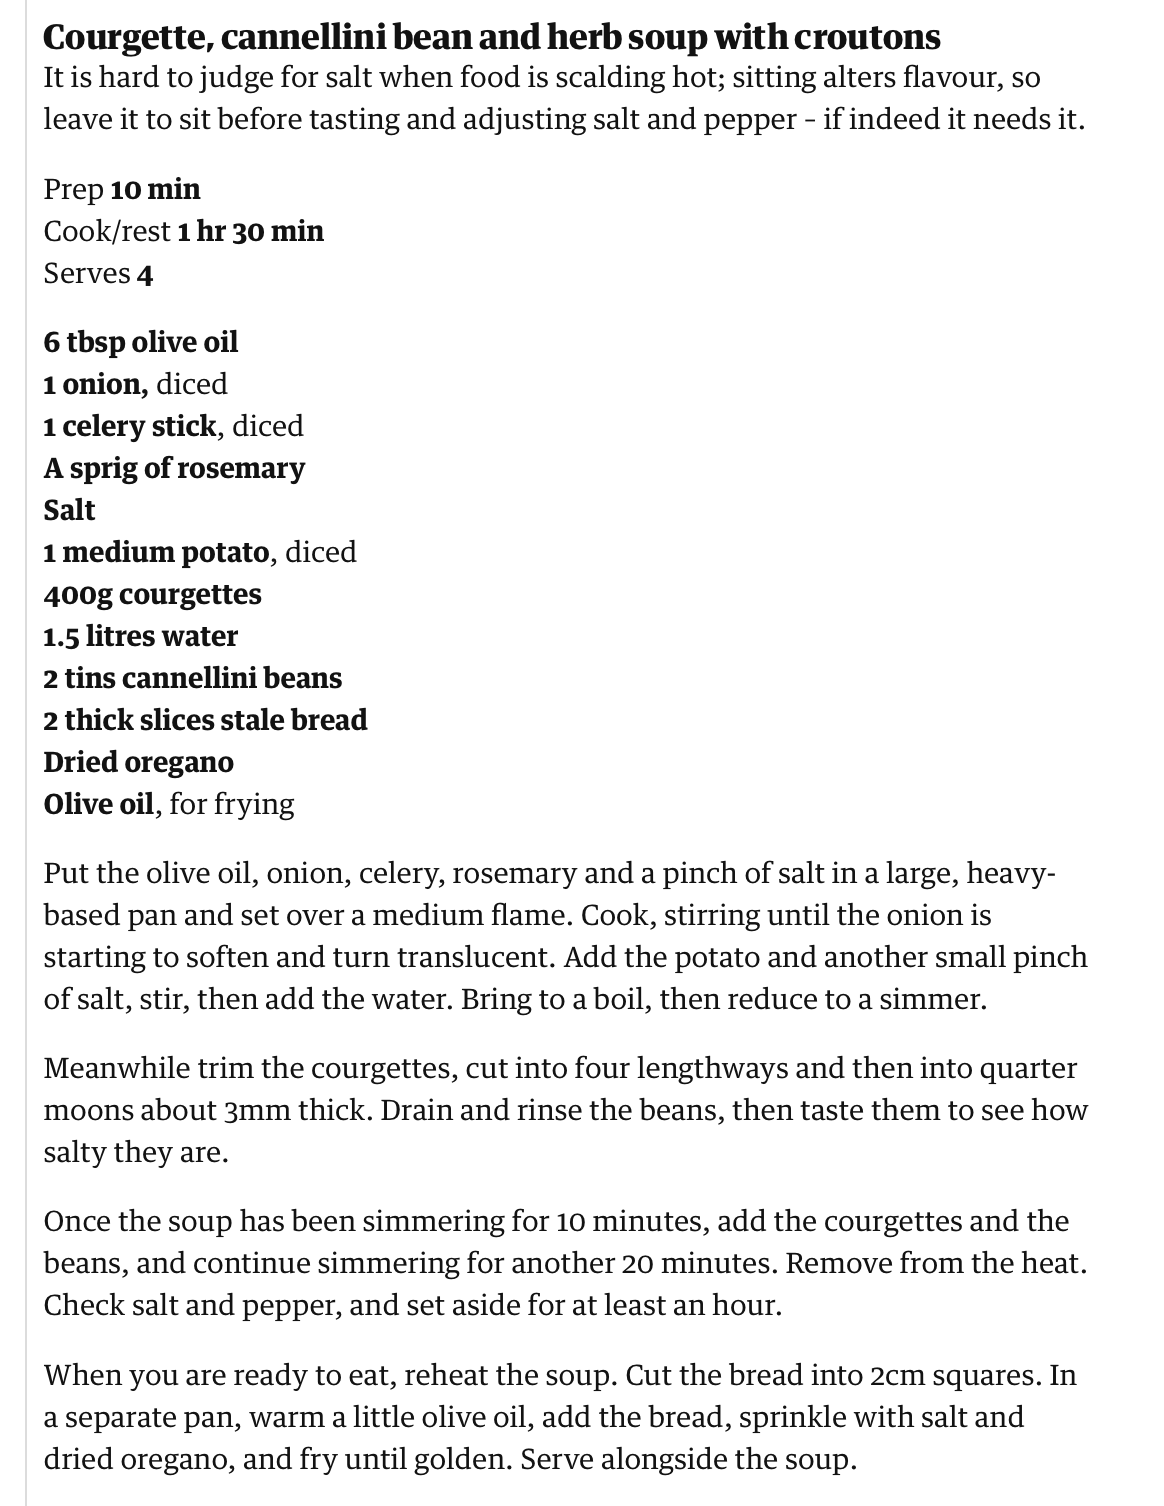 Courgette, cannellini bean and herb soup with croutons
It is hard to judge for salt when food is scalding hot; sitting alters flavour, so
leave it to sit before tasting and adjusting salt and pepper – if indeed it needs it.
Prep 10 min
Cook/rest 1 hr 30 min
Serves 4
6 tbsp olive oil
1 onion, diced
1 celery stick, diced
A sprig of rosemary
Salt
1 medium potato, diced
400g courgettes
1.5 litres water
2 tins cannellini beans
2 thick slices stale bread
Dried oregano
Olive oil, for frying
Put the olive oil, onion, celery, rosemary and a pinch of salt in a large, heavy-
based pan and set over a medium flame. Cook, stirring until the onion is
starting to soften and turn translucent. Add the potato and another small pinch
of salt, stir, then add the water. Bring to a boil, then reduce to a simmer.
Meanwhile trim the courgettes, cut into four lengthways and then into quarter
moons about 3mm thick. Drain and rinse the beans, then taste them to see how
salty they are.
Once the soup has been simmering for 10 minutes, add the courgettes and the
beans, and continue simmering for another 20 minutes. Remove from the heat.
Check salt and pepper, and set aside for at least an hour.
When you are ready to eat, reheat the soup. Cut the bread into 2cm squares. In
a separate pan, warm a little olive oil, add the bread, sprinkle with salt and
dried oregano, and fry until golden. Serve alongside the soup.